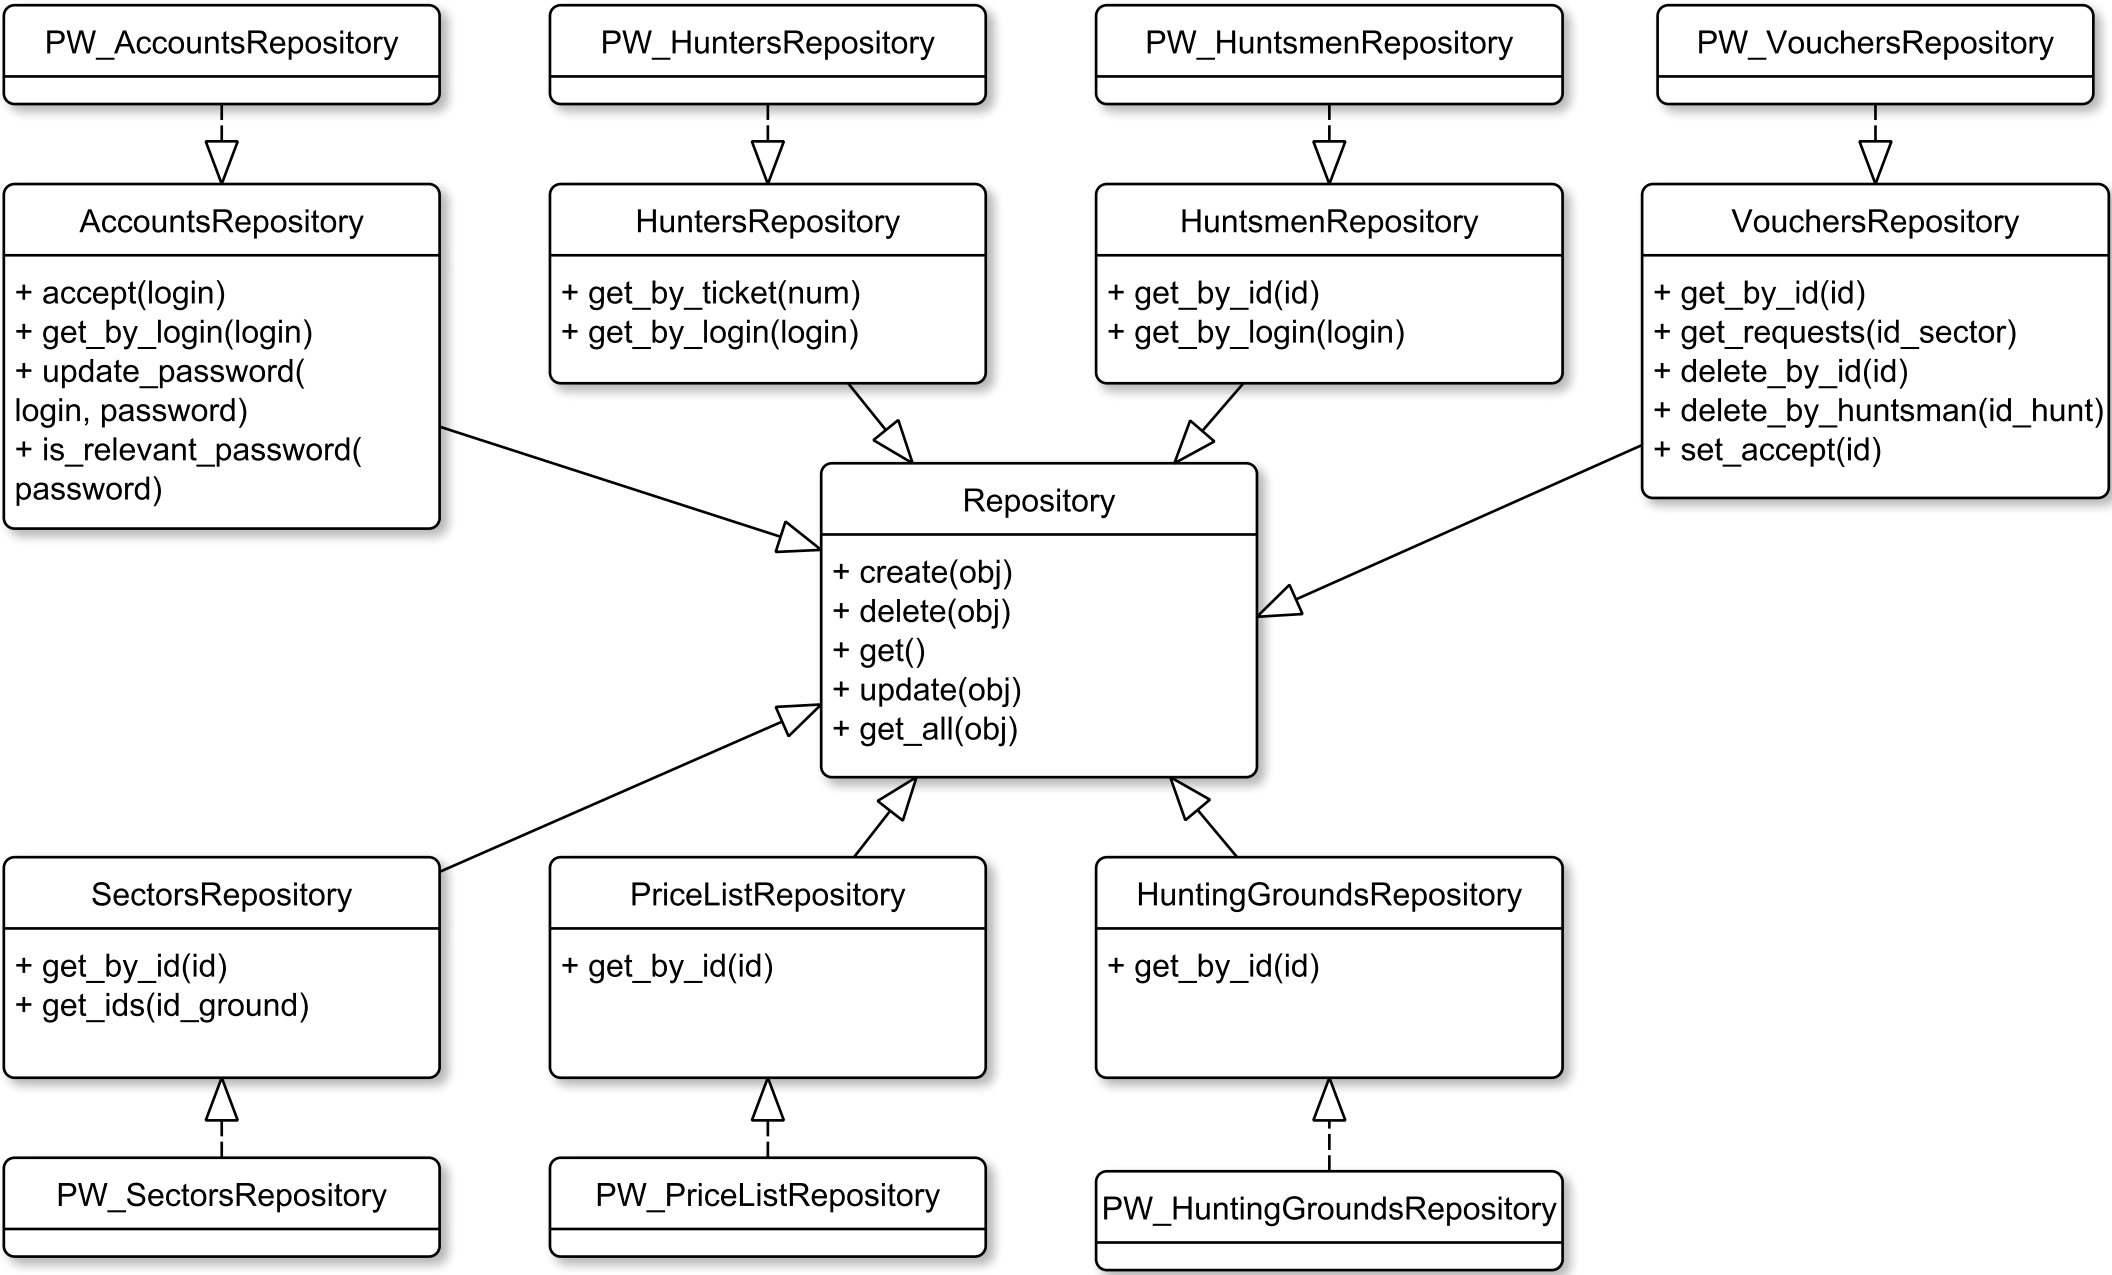 PW_AccountsRepository
PW_HuntersRepository
PW_HuntsmenRepository
PW_VouchersRepository
AccountsRepository
+ accept(login)
+ get_by_login(login)
+ update_password(
login, password)
+ is_relevant_password(
password)
HuntersRepository
+ get_by_ticket(num)
+ get_by_login(login)
HuntsmenRepository
+ get_by_id(id)
+ get_by_login(login)
VouchersRepository
+ get_by_id(id)
+ get_requests(id_sector)
+ delete_by_id(id)
+ delete_by_huntsman(id_hunt)
+ set_accept(id)
Repository
+ create(obj)
+ delete(obj)
+ get()
+ update(obj)
+ get_all(obj)
SectorsRepository
+ get_by_id(id)
+ get_ids(id_ground)
PriceListRepository
+ get_by_id(id)
HuntingGroundsRepository
+ get_by_id(id)
PW_SectorsRepository
PW_PriceListRepository
PW_HuntingGroundsRepository